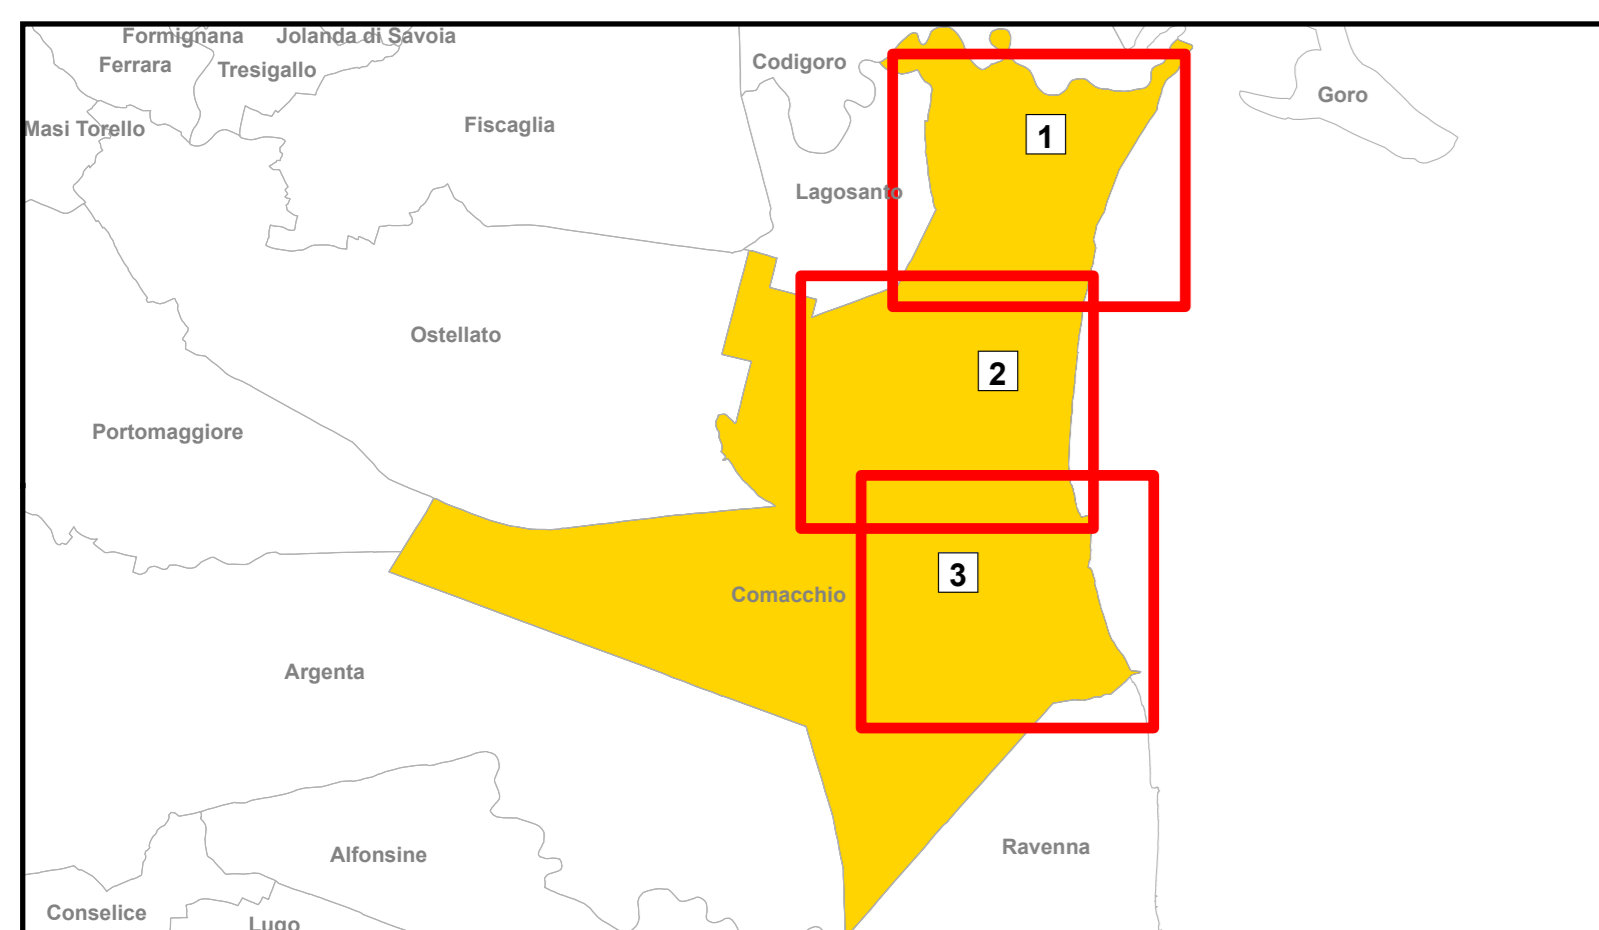 Formignana
Jolanda di Savoia
Ferrara
Tresigallo
Codigoro
Goro
Masi Torello
Fiscaglia
1
Lagosanto
Ostellato
2
Portomaggiore
3
Comacchio
Argenta
Ravenna
Alfonsine
Conselice
Lugo